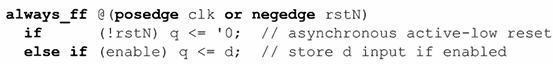 always_ff @(posedge clk or negedge rstN)
if (!rstN) q <= '0; // asynchronous active-low reset
else if (enable) q <= d; // store d input if enabled